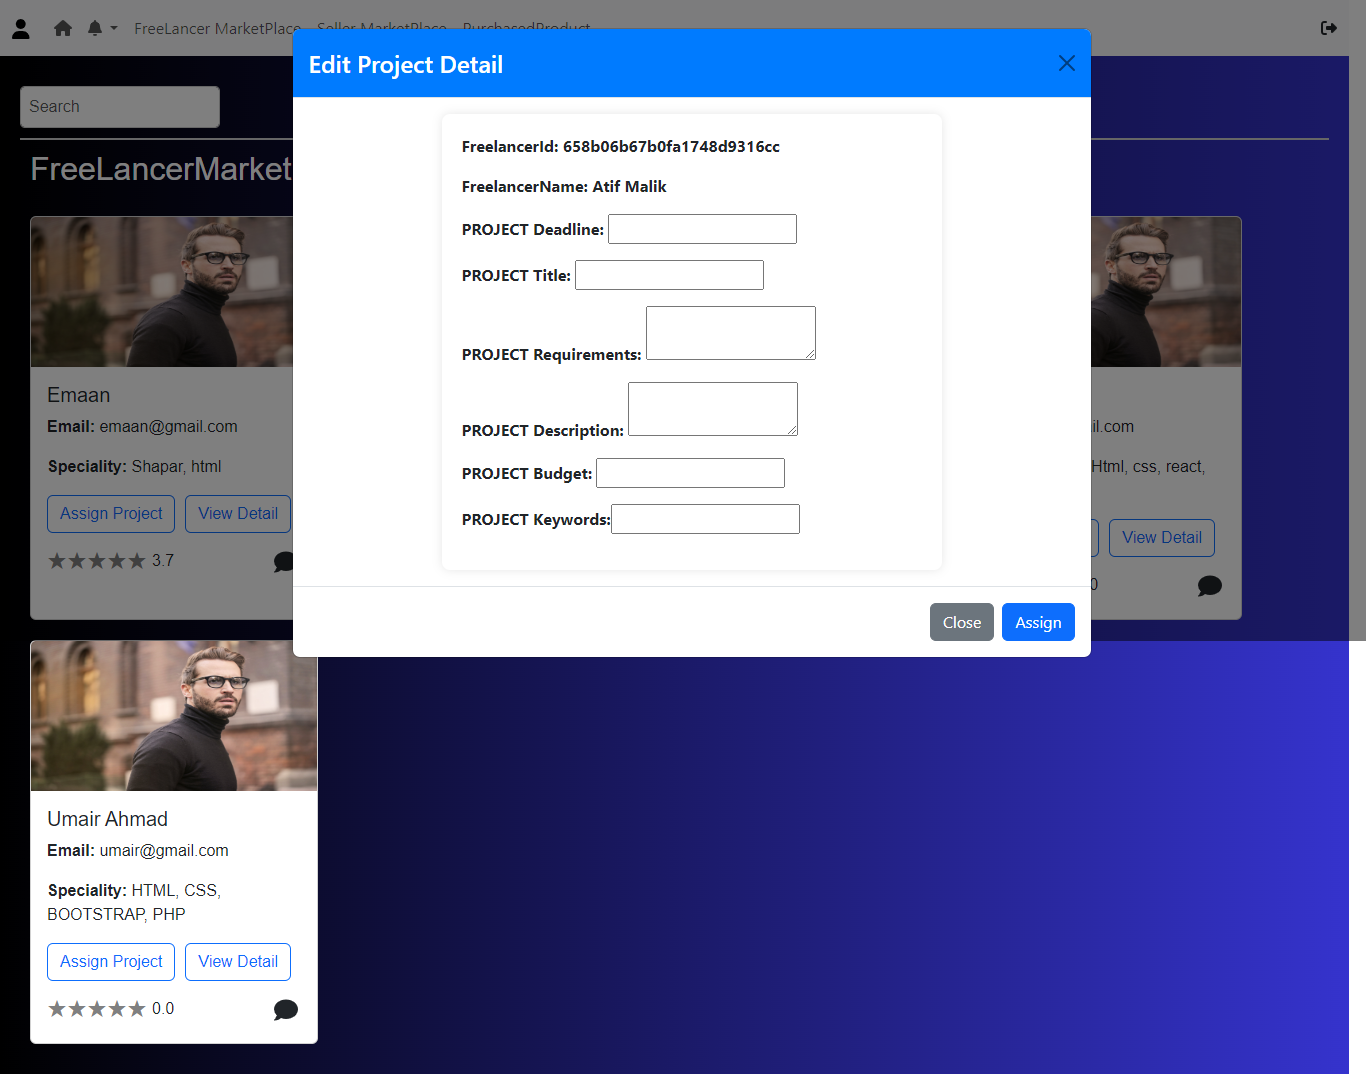 FreeLancer MarketPlace Seller MarketPlace PurchasedProduct
Edit Project Detail
Search
FreeLancerMarket
FreelancerId: 658b06b67b0fa1748d9316cc
FreelancerName: Atif Malik
PROJECT Deadline:
PROJECT Title:
PROJECT Requirements:
PROJECT Description:
PROJECT Budget:
PROJECT Keywords:
Close Assign
Emaan
Email: emaan@gmail.com
Speciality: Shapar, html
Assign Project View Detail
3.7
il.com
Html, css, react,
View Detail
0
Umair Ahmad
Email: umair@gmail.com
Speciality: HTML, CSS,
BOOTSTRAP, PHP
Assign Project View Detail
0.0